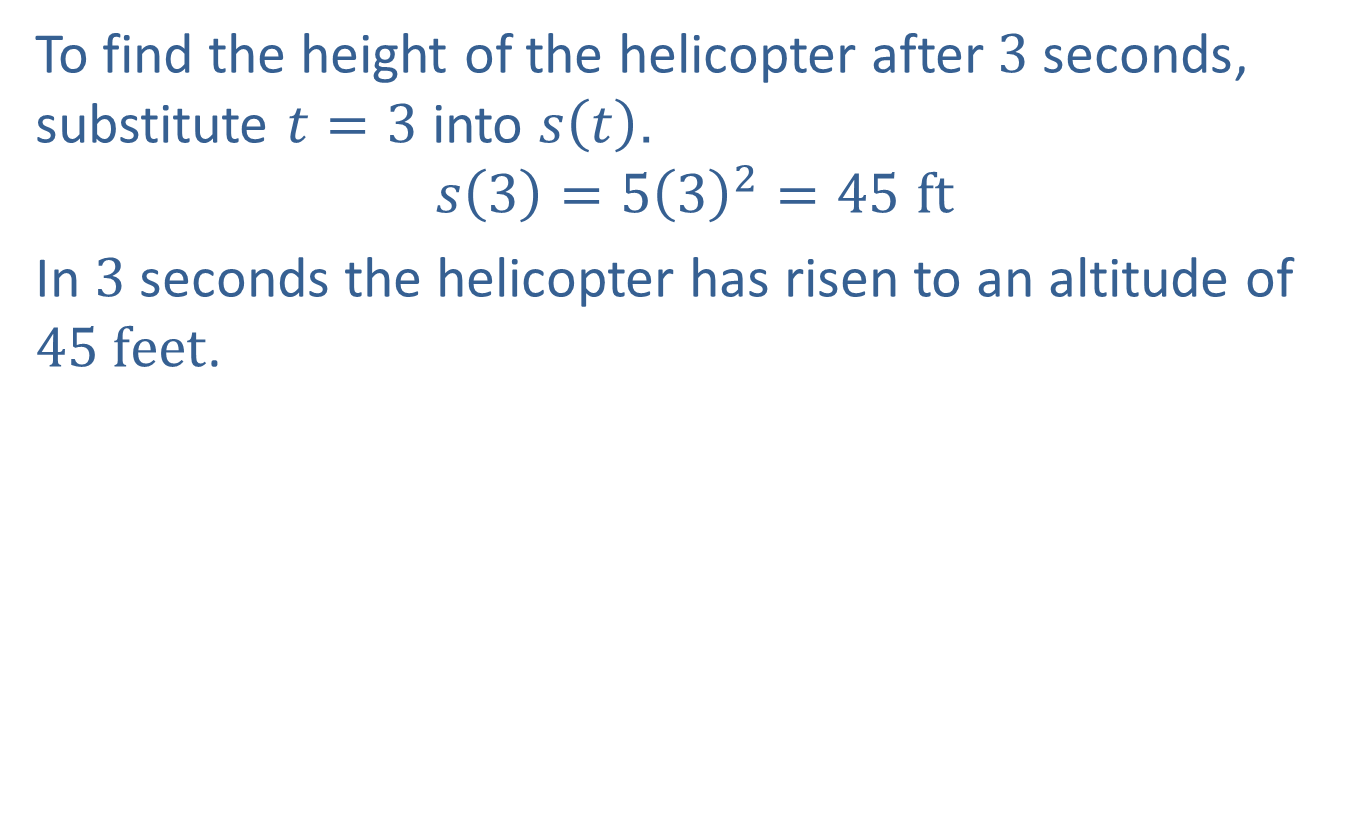 To find the height of the helicopter after 3 seconds,
substitute t = 3 into s(t).
s(3) = 5(3)² = 45 ft
In 3 seconds the helicopter has risen to an altitude of
45 feet.